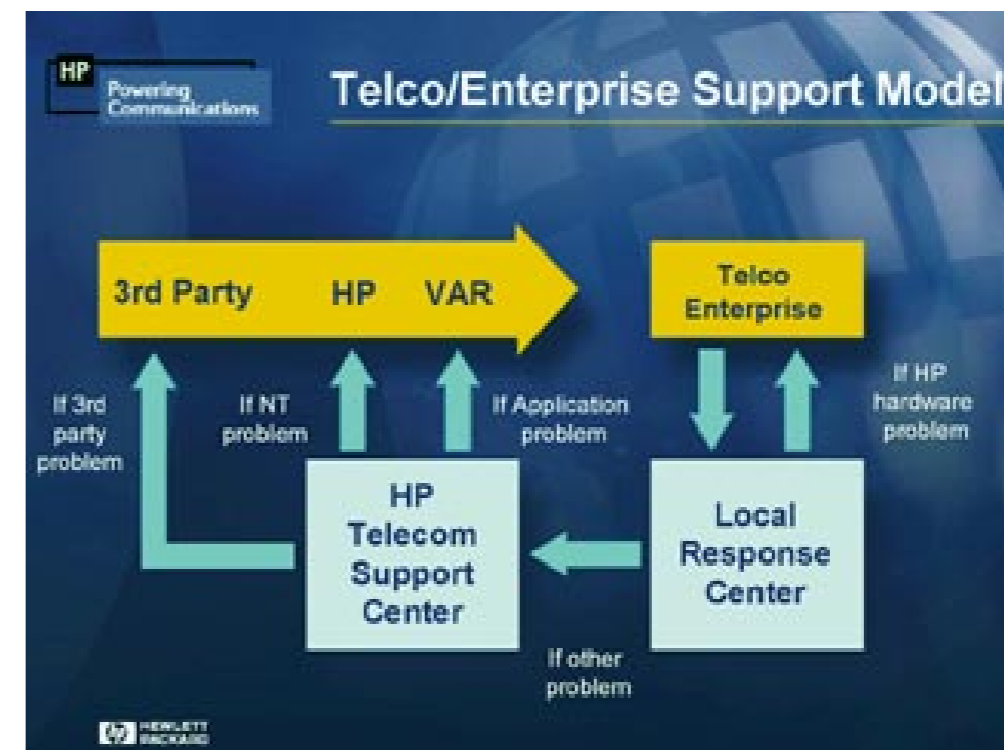 HP
Powering
Communications
Telco/Enterprise Support Model
3rd Party HP VAR
Telco
Enterprise
If 3rd
party
problem
If NT
problem
If Application
problem
If HP
hardware
problem
HP
Telecom
Support
Center
Local
Response
Center
If other
problem
hp HEWLETT
PACKARD